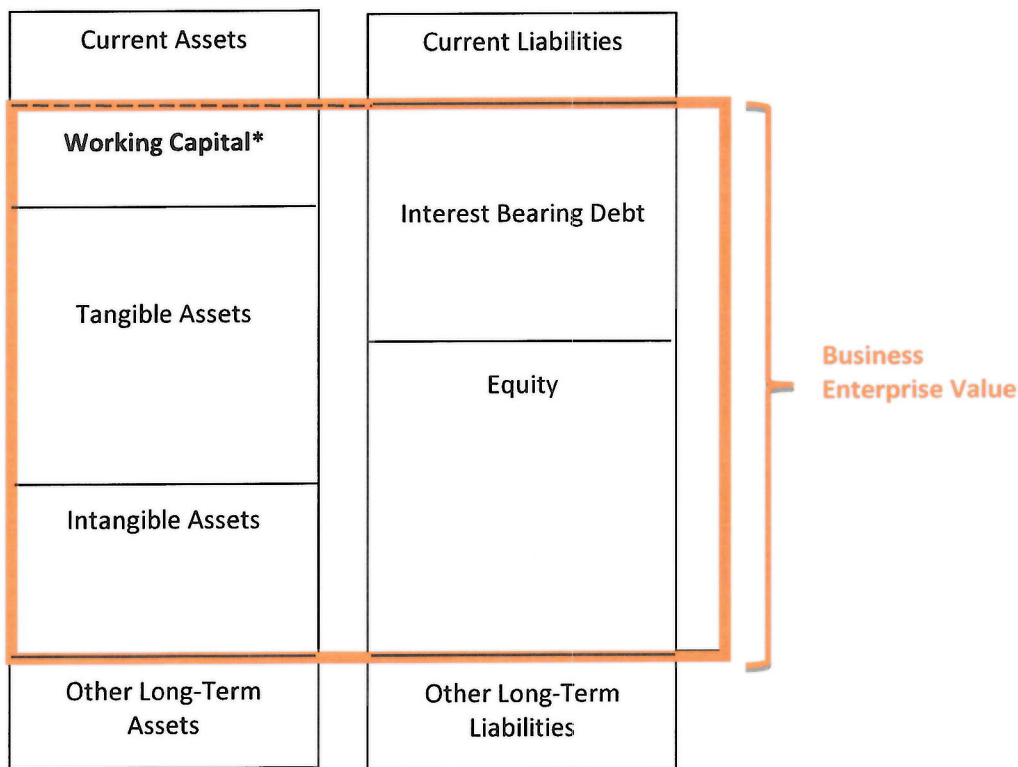 Current Assets
Working Capital*
Tangible Assets
Intangible Assets
Other Long-Term
Assets
Current Liabilities
Interest Bearing Debt
Equity
Other Long-Term
Liabilities
Business
Enterprise Value